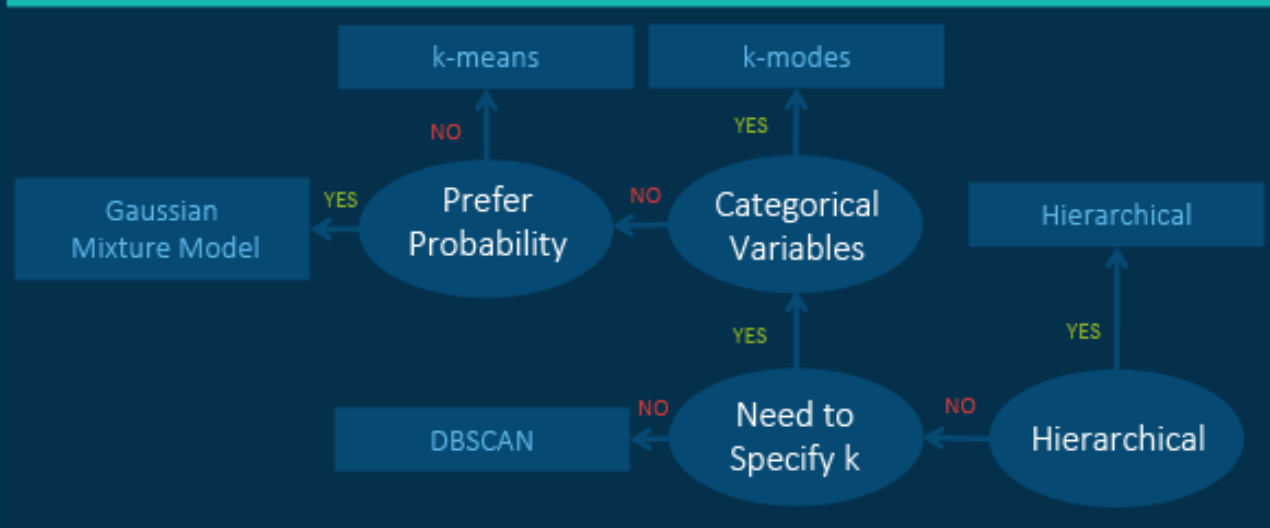 k-means
k-modes
NO
YES
Gaussian
Mixture Model
YES
Prefer
Probability
NO
Categorical
Variables
Hierarchical
YES
YES
DBSCAN
NO
Need to
Specify k
NO
Hierarchical